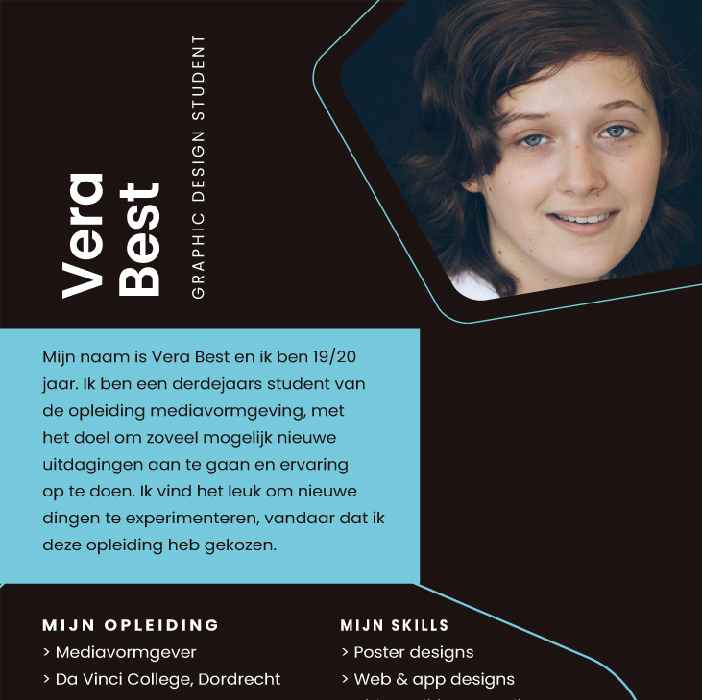 Vera
Best
GRAPHIC DESIGN STUDENT
Mijn naam is Vera Best en ik ben 19/20
jaar. Ik ben een derdejaars student van
de opleiding mediavormgeving, met
het doel om zoveel mogelijk nieuwe
uitdagingen aan te gaan en ervaring
op te doen. Ik vind het leuk om nieuwe
dingen te experimenteren, vandaar dat ik
deze opleiding heb gekozen.
MIJN OPLEIDING
> Mediavormgever
> Da Vinci College, Dordrecht
MIJN SKILLS
> Poster designs
> Web & app designs